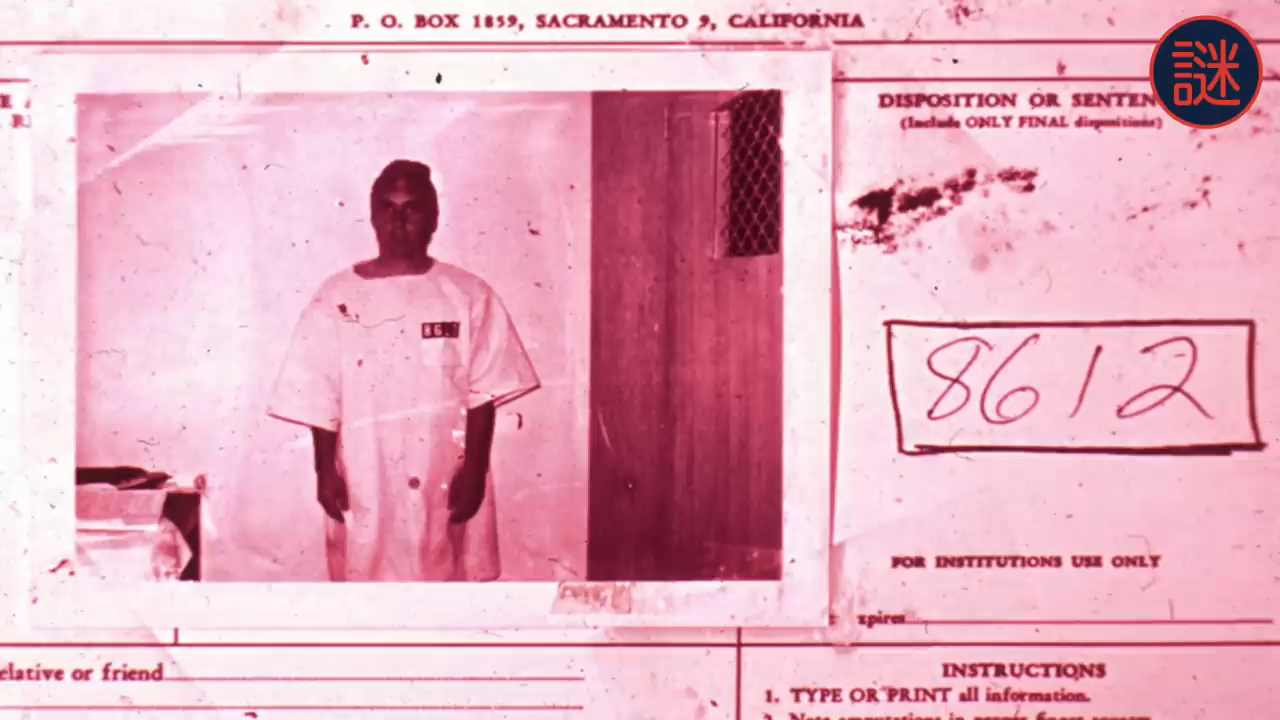 P. O. BOX 1859, SACRAMENTO 9, CALIFORNIA
謎
DISPOSITION OR SENTEN
(Include ONLY FINAL dispositions)
8612
8612
FOR INSTITUTIONS USE ONLY
xpires
elative or friend
INSTRUCTIONS
1. TYPE OR PRINT all information.